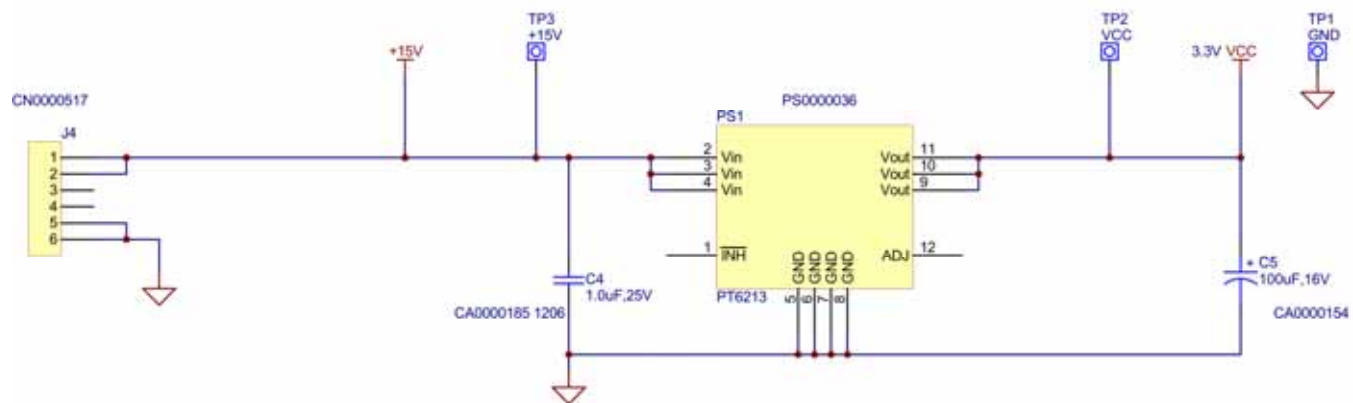 TP3
+15V
TP2
VCC
TP1
GND
+15V
3.3V VCC
CN0000517
PS0000036
J4
PS1
1
2
3
4
5
6
2 Vin
3 Vin
4 Vin
Vout 11
Vout 10
Vout 9
1 INH
ADJ 12
GND GND GND GND
5 6 7 8
PT6213
C4
1.0uF,25V
CA0000185 1206
+ C5
100uF,16V
CA0000154